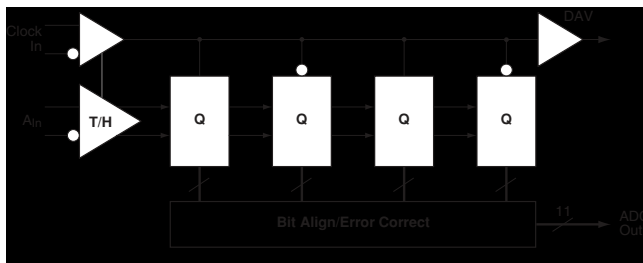 Clock
In
DAV
A_In
T/H
Q
Q
Q
Q
Bit Align/Error Correct
11
ADC
Out